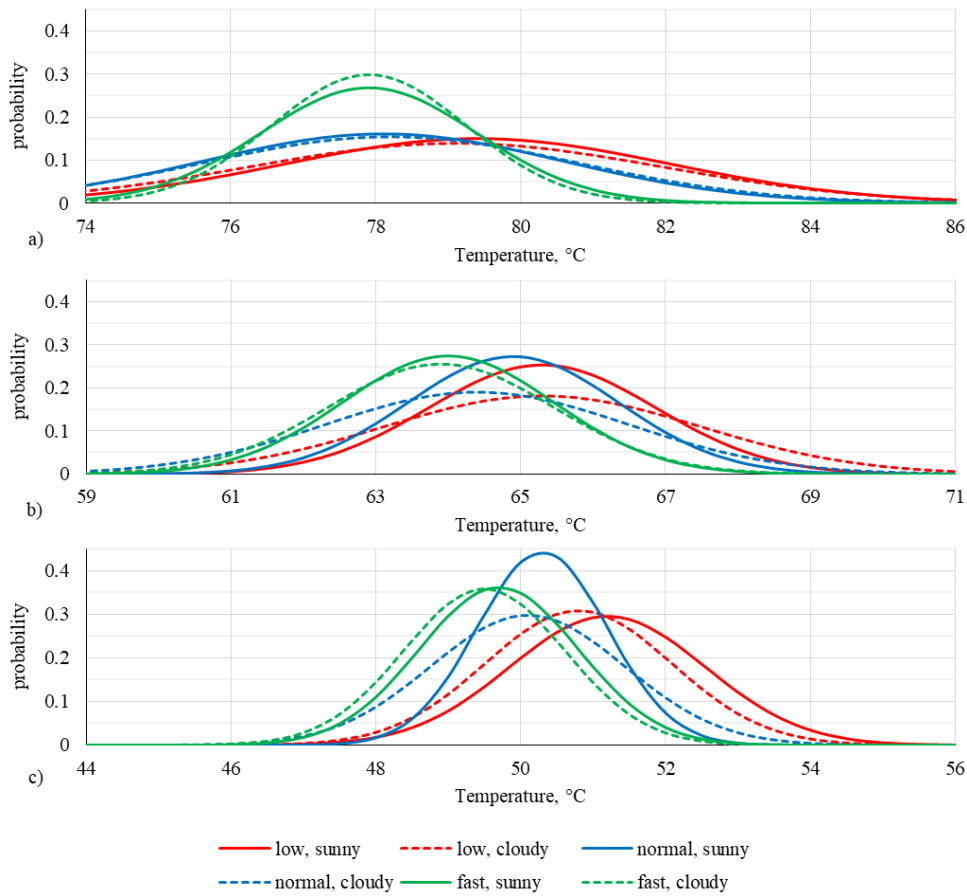 0.4
0.3
0.2
0.1
0
probability
74 76 78 80 82 84 86
a)
Temperature, °C
0.4
0.3
0.2
0.1
0
probability
59 61 63 65 67 69 71
b)
Temperature, °C
0.4
0.3
0.2
0.1
0
probability
44 46 48 50 52 54 56
c)
Temperature, °C
low, sunny low, cloudy normal, sunny
normal, cloudy fast, sunny fast, cloudy